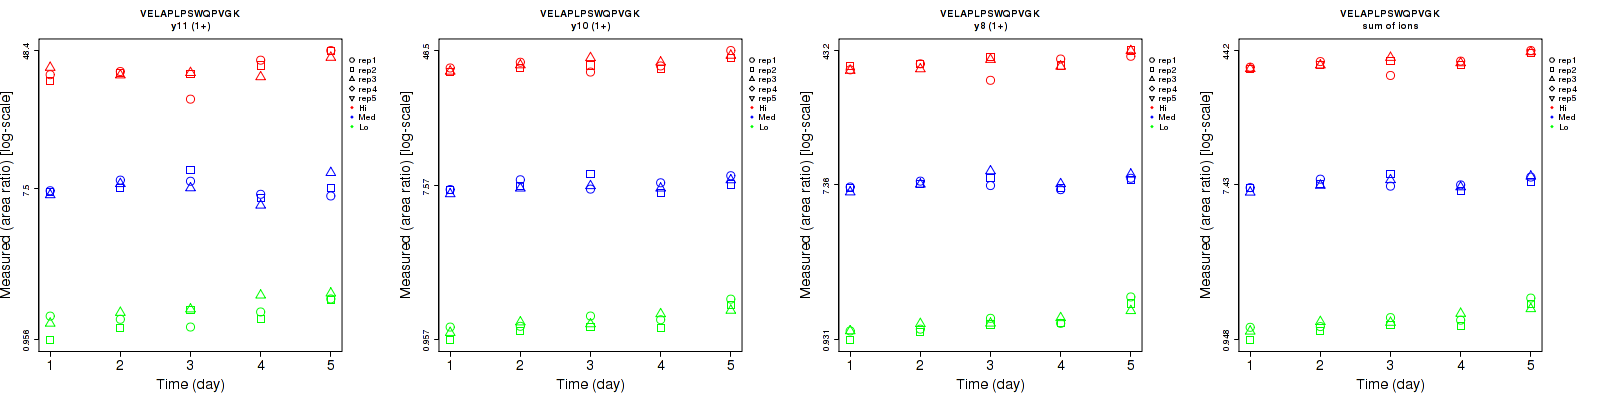 VELAPLPSWQPVGK
y11 (1+)
Measured (area ratio) [log-scale]
48.4
7.5
0.956
1 2 3 4 5
Time (day)
rep1
rep2
rep3
rep4
rep5
Hi
Med
Lo
VELAPLPSWQPVGK
y10 (1+)
Measured (area ratio) [log-scale]
46.5
7.57
0.957
1 2 3 4 5
Time (day)
rep1
rep2
rep3
rep4
rep5
Hi
Med
Lo
VELAPLPSWQPVGK
y8 (1+)
Measured (area ratio) [log-scale]
43.2
7.36
0.931
1 2 3 4 5
Time (day)
rep1
rep2
rep3
rep4
rep5
Hi
Med
Lo
VELAPLPSWQPVGK
sum of ions
Measured (area ratio) [log-scale]
44.2
7.43
0.948
1 2 3 4 5
Time (day)
rep1
rep2
rep3
rep4
rep5
Hi
Med
Lo